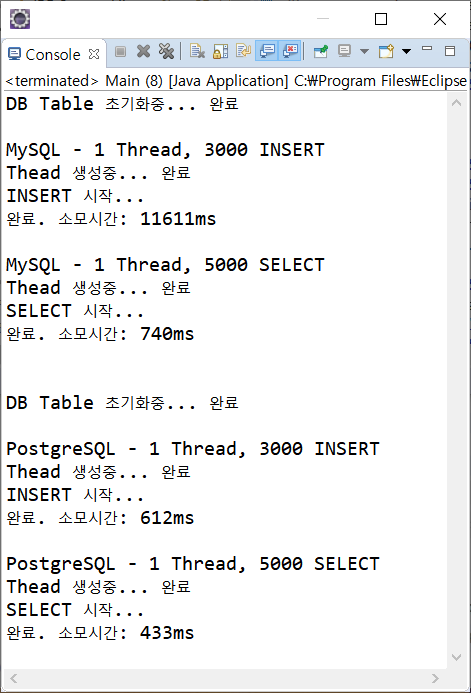 Console
<terminated> Main (8) [Java Application] C:₩Program Files₩Eclipse
DB Table 초기화중... 완료
MySQL - 1 Thread, 3000 INSERT
Thead 생성중... 완료
INSERT 시작...
완료. 소모시간: 11611ms
MySQL - 1 Thread, 5000 SELECT
Thead 생성중... 완료
SELECT 시작...
완료. 소모시간: 740ms
DB Table 초기화중... 완료
PostgreSQL - 1 Thread, 3000 INSERT
Thead 생성중... 완료
INSERT 시작...
완료. 소모시간: 612ms
PostgreSQL - 1 Thread, 5000 SELECT
Thead 생성중... 완료
SELECT 시작...
완료. 소모시간: 433ms